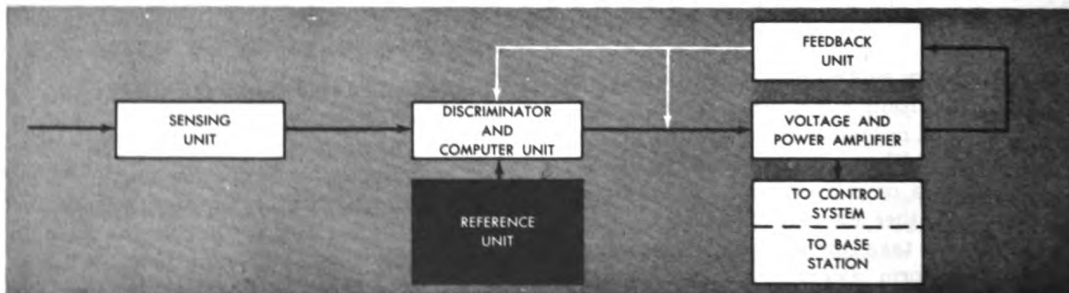 FEEDBACK
UNIT
SENSING
UNIT
DISCRIMINATOR
AND
COMPUTER UNIT
VOLTAGE AND
POWER AMPLIFIER
REFERENCE
UNIT
TO CONTROL
SYSTEM
TO BASE
STATION